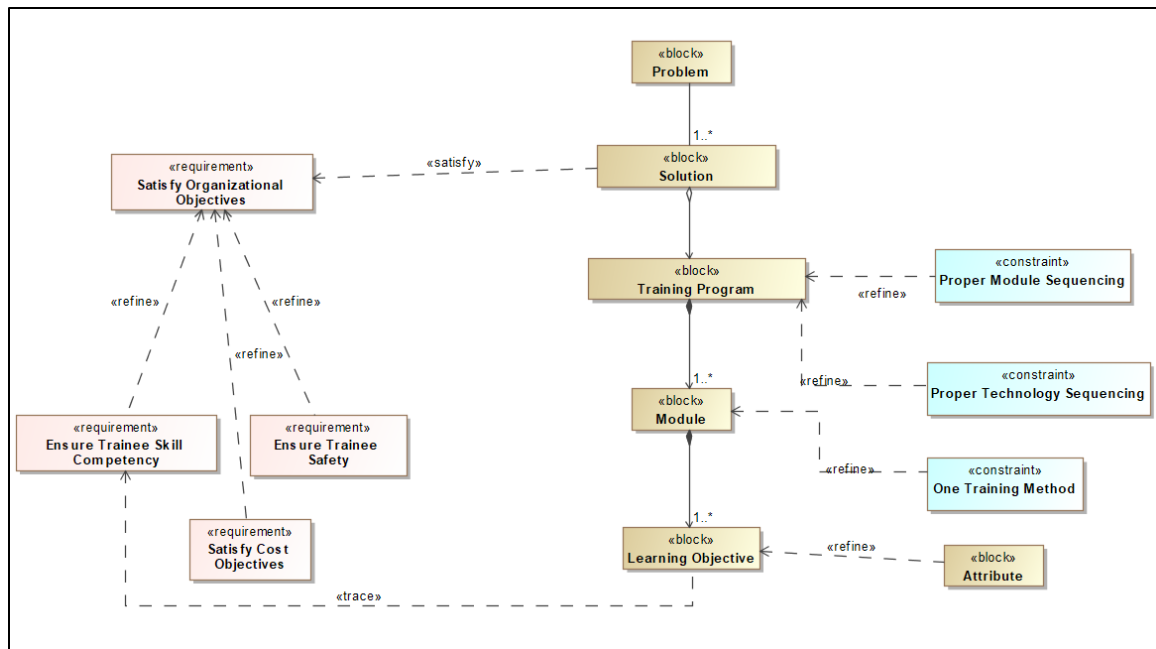 «block»
Problem
1..*
«block»
Solution
«satisfy»
«requirement»
Satisfy Organizational
Objectives
«block»
Training Program
«constraint»
Proper Module Sequencing
«refine»
«refine»
«refine»
«refine»
«constraint»
Proper Technology Sequencing
«refine»
1..*
«block»
Module
«requirement»
Ensure Trainee Skill
Competency
«requirement»
Ensure Trainee
Safety
«constraint»
One Training Method
«refine»
1..*
«requirement»
Satisfy Cost
Objectives
«block»
Learning Objective
«refine»
«block»
Attribute
«trace»